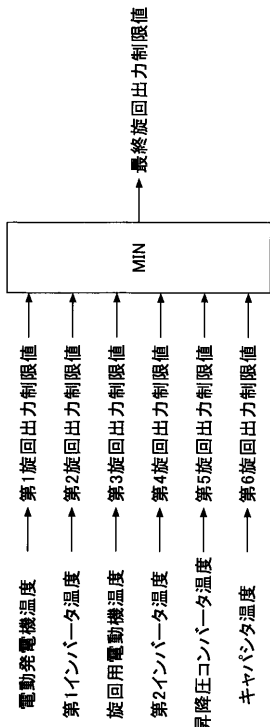 電動発電機温度 → 第1旋回出力制限値
第1インバータ温度 → 第2旋回出力制限値
旋回用電動機温度 → 第3旋回出力制限値
第2インバータ温度 → 第4旋回出力制限値
昇降圧コンバータ温度 → 第5旋回出力制限値
キャパシタ温度 → 第6旋回出力制限値
MIN
最終旋回出力制限値